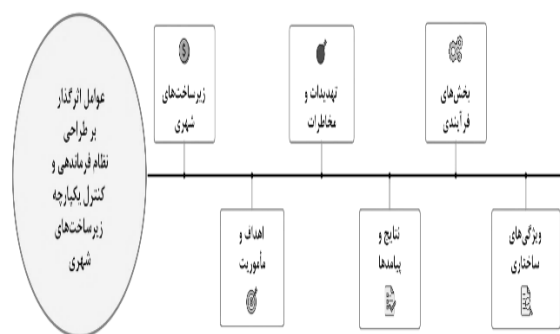 عوامل اثرگذار
بر طراحی
نظام فرماندهی و
کنترل یکپارچه
زیرساخت‌های
شهری
زیرساخت‌های
شهری
تهدیدات و
مخاطرات
بخش‌های
فرآیندی
اهداف و
مأموریت
نتایج و
پیامدها
ویژگی‌های
ساختاری